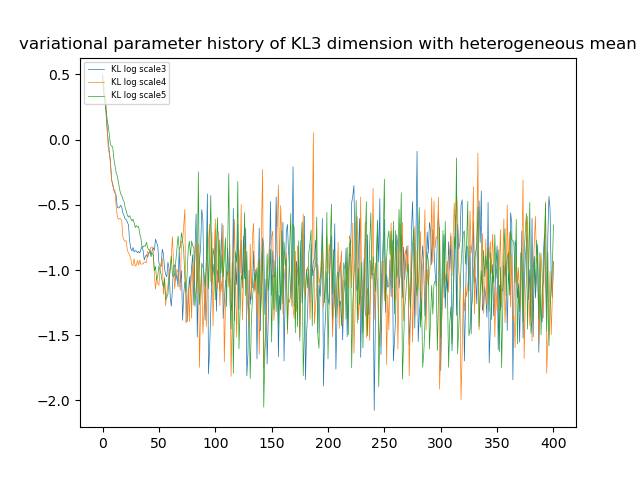 variational parameter history of KL3 dimension with heterogeneous mean
KL log scale3
KL log scale4
KL log scale5
0.5
0.0
−0.5
−1.0
−1.5
−2.0
0 50 100 150 200 250 300 350 400